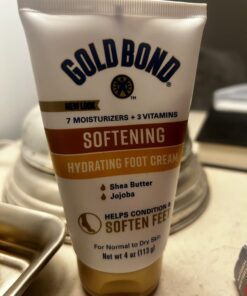 GOLD BOND
®
NEW LOOK
7 MOISTURIZERS + 3 VITAMINS
SOFTENING
HYDRATING FOOT CREAM
Shea Butter
Jojoba
HELPS CONDITION &
SOFTEN FEET
For Normal to Dry Skin
Net wt 4 oz (113 g)